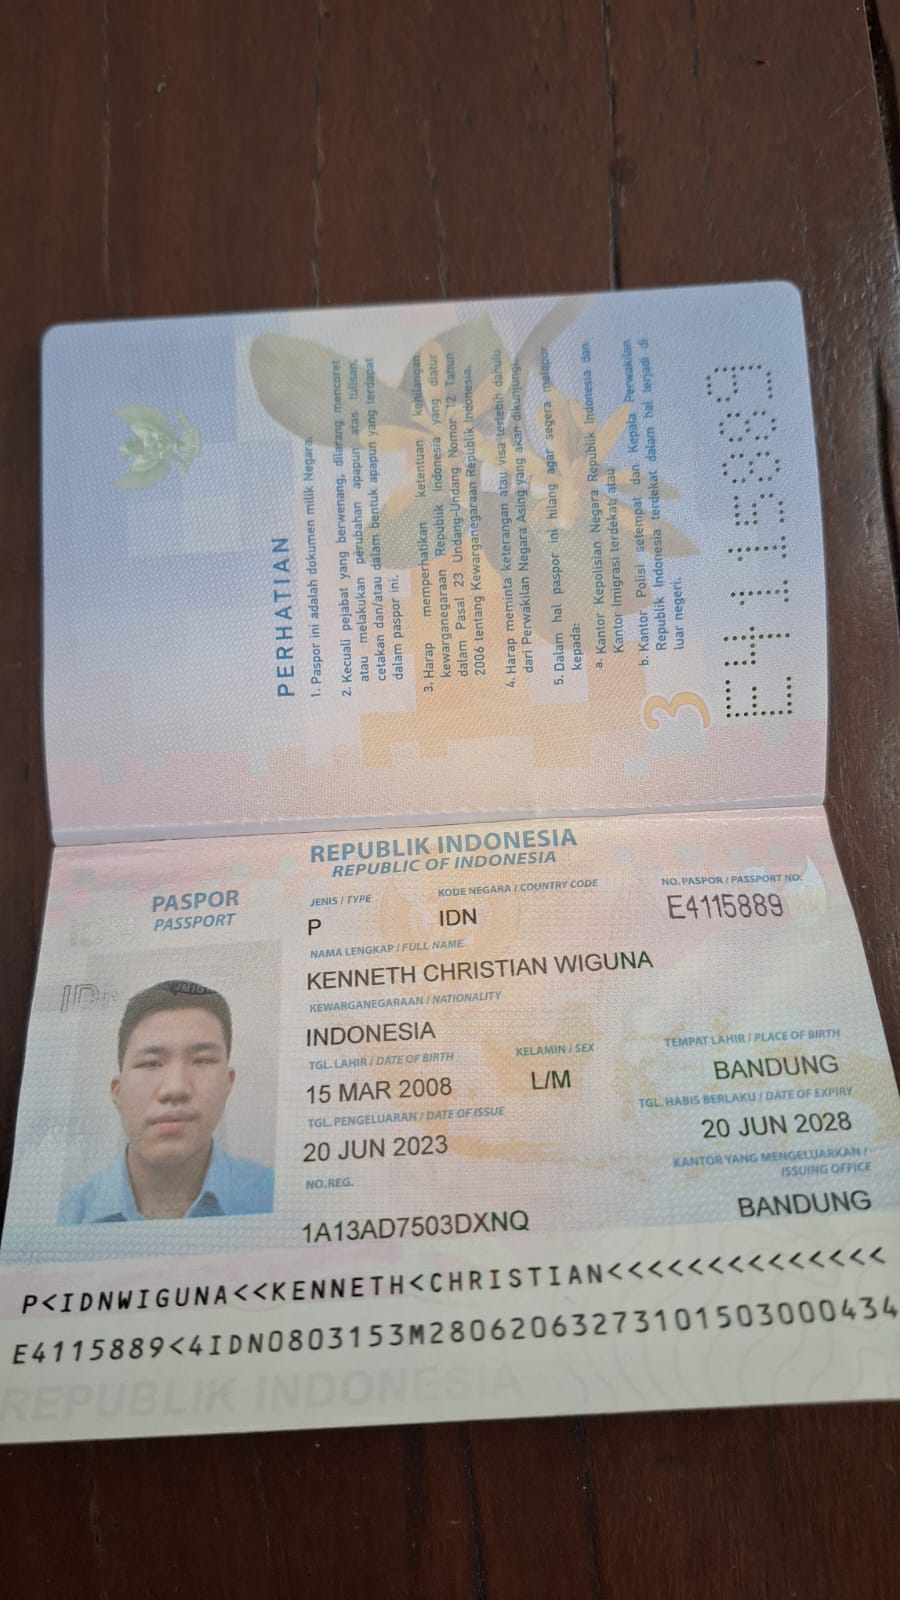 PERHATIAN
1. Paspor ini adalah dokumen milik Negara.
2. Kecuali pejabat yang berwenang, dilarang mencoret
atau melakukan perubahan apapun atas tulisan,
cetakan dan/atau dalam bentuk apapun yang terdapat
dalam paspor ini.
3. Harap memperhatikan ketentuan kehilangan
kewarganegaraan Republik Indonesia yang diatur
dalam Pasal 23 Undang-Undang Nomor 12 Tahun
2006 tentang Kewarganegaraan Republik Indonesia.
4. Harap meminta keterangan atau visa terlebih dahulu
dari Perwakilan Negara Asing yang akan dikunjungi.
5. Dalam hal paspor ini hilang agar segera melapor
kepada:
a. Kantor Kepolisian Negara Republik Indonesia dan
Kantor Imigrasi terdekat; atau
b. Kantor Polisi setempat dan Kepala Perwakilan
Republik Indonesia terdekat dalam hal terjadi di
luar negeri.
3
E4115889
REPUBLIK INDONESIA
REPUBLIC OF INDONESIA
PASPOR
PASSPORT
JENIS / TYPE KODE NEGARA / COUNTRY CODE NO. PASPOR / PASSPORT NO.
P IDN E4115889
NAMA LENGKAP / FULL NAME
KENNETH CHRISTIAN WIGUNA
KEWARGANEGARAAN / NATIONALITY
INDONESIA
TGL. LAHIR / DATE OF BIRTH KELAMIN / SEX TEMPAT LAHIR / PLACE OF BIRTH
15 MAR 2008 L/M BANDUNG
TGL. PENGELUARAN / DATE OF ISSUE TGL. HABIS BERLAKU / DATE OF EXPIRY
20 JUN 2023 20 JUN 2028
NO. REG. KANTOR YANG MENGELUARKAN /
ISSUING OFFICE
1A13AD7503DXNQ BANDUNG
P<IDNWIGUNA<<KENNETH<CHRISTIAN<<<<<<<<<<<<<<
E4115889<4IDN0803153M2806206327310150300043​4
REPUBLIK INDONESIA